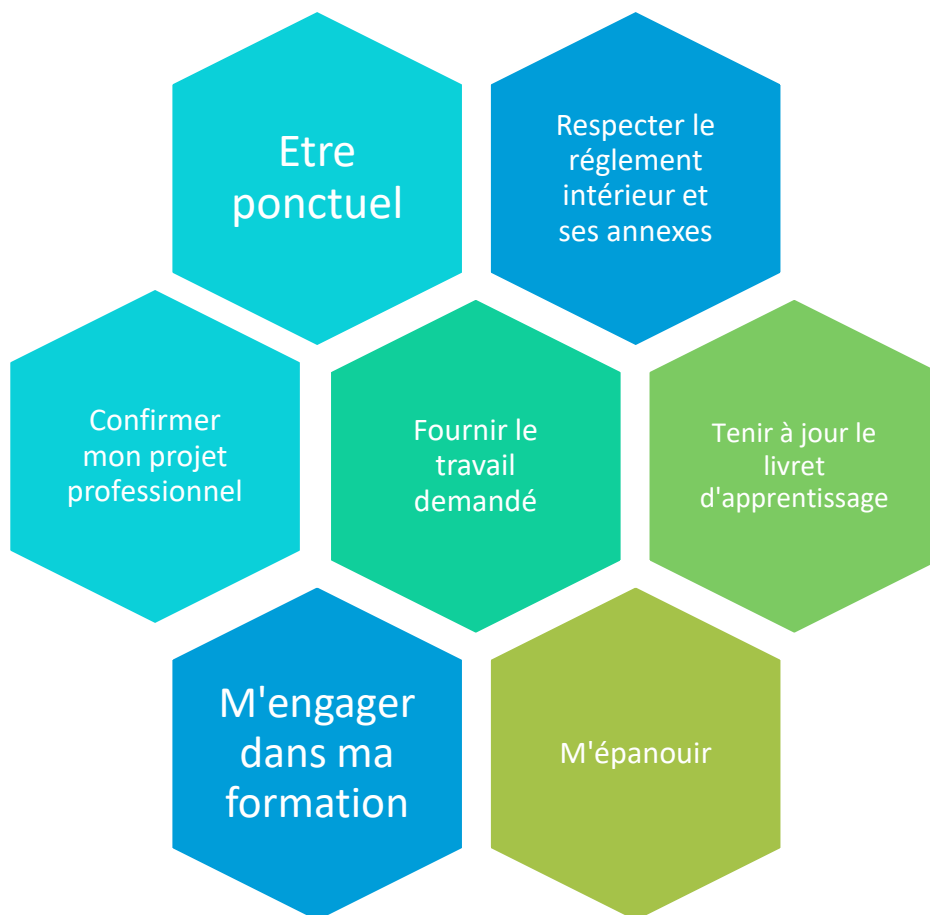 Etre
ponctuel
Respecter le
réglement
intérieur et
ses annexes
Confirmer
mon projet
professionnel
Fournir le
travail
demandé
Tenir à jour le
livret
d'apprentissage
M'engager
dans ma
formation
M'épanouir